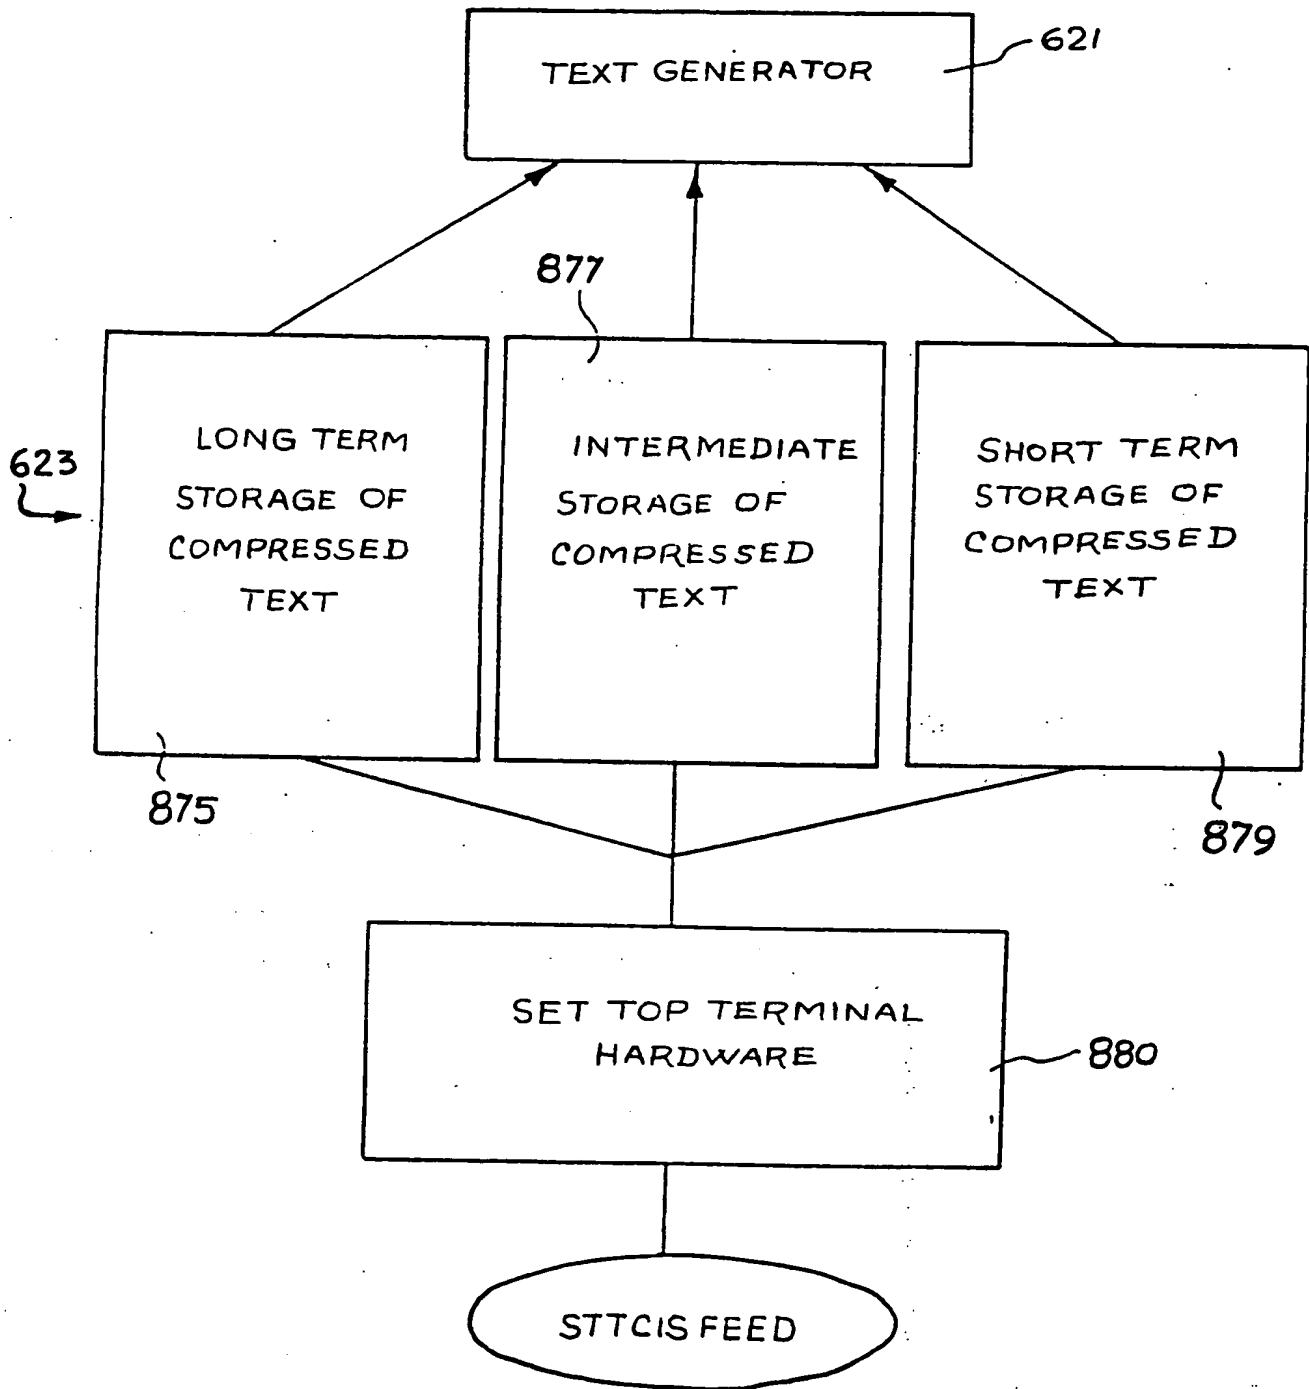 TEXT GENERATOR
621
877
623
LONG TERM
STORAGE OF
COMPRESSED
TEXT
INTERMEDIATE
STORAGE OF
COMPRESSED
TEXT
SHORT TERM
STORAGE OF
COMPRESSED
TEXT
875
879
SET TOP TERMINAL
HARDWARE
880
STTCIS FEED